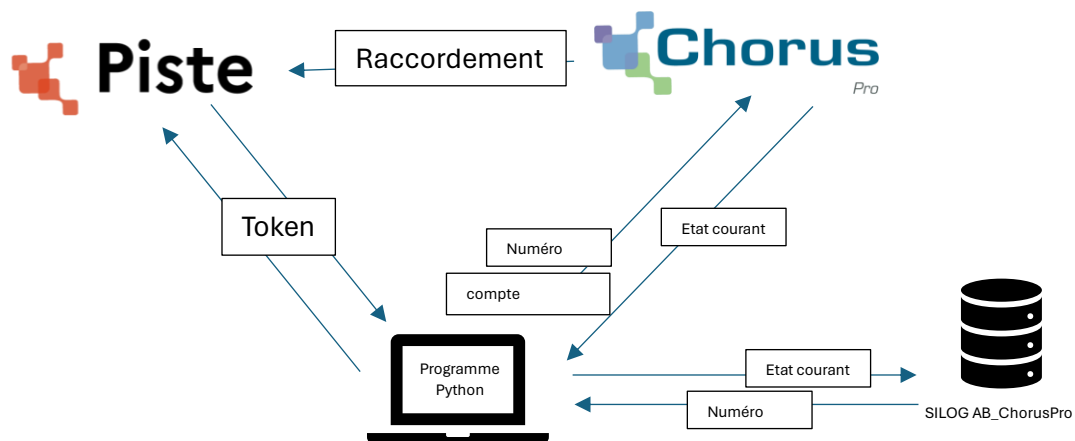 Piste
Raccordement
Chorus
Pro
Token
Numéro
Etat courant
compte
Programme
Python
Etat courant
Numéro
SILOG AB_ChorusPro